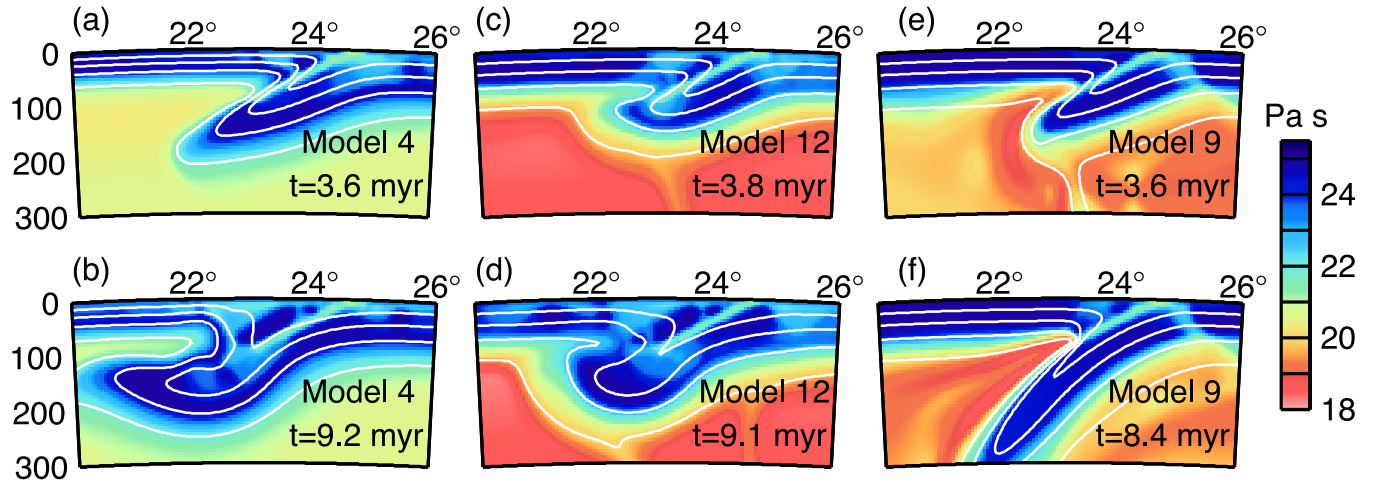 (a) 22° 24° 26°
0
100
200
300
Model 4
t=3.6 myr
(c) 22° 24° 26°
Model 12
t=3.8 myr
(e) 22° 24° 26°
Model 9
t=3.6 myr
(b) 22° 24° 26°
0
100
200
300
Model 4
t=9.2 myr
(d) 22° 24° 26°
Model 12
t=9.1 myr
(f) 22° 24° 26°
Model 9
t=8.4 myr
Pa s
24
22
20
18